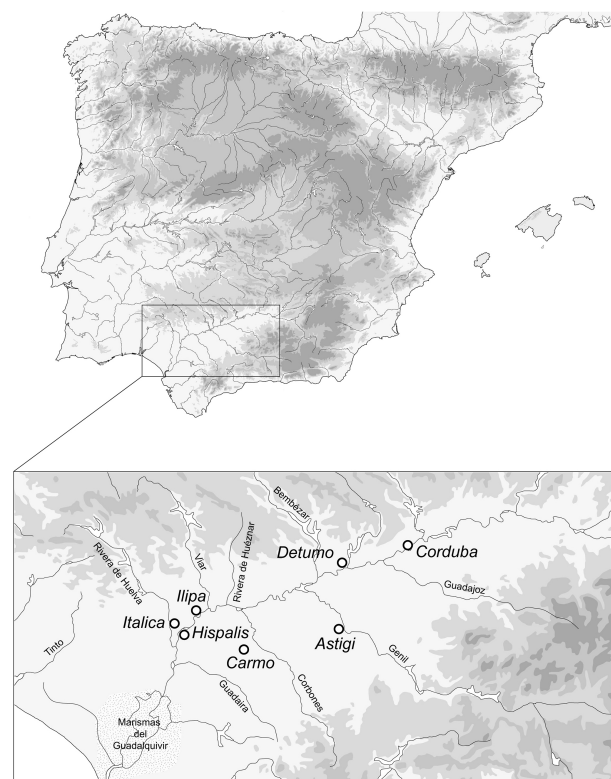 Bembézar
Rivera de Huéznar
Viar
Rivera de Huelva
Detumo
Corduba
Guadajoz
Ilipa
Italica
Hispalis
Astigi
Tinto
Carmo
Genil
Guadaira
Corbones
Marismas
del
Guadalquivir